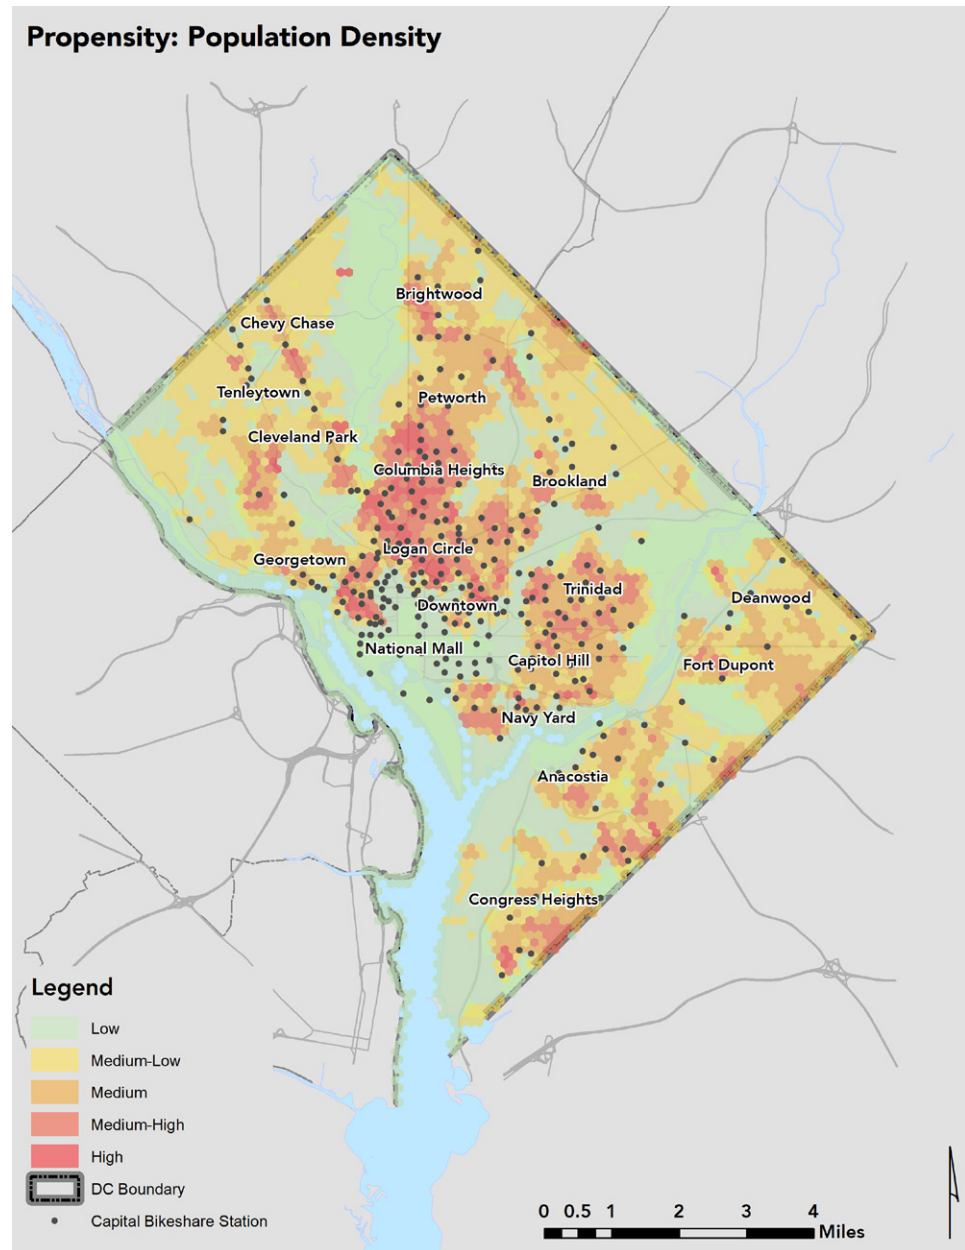 Propensity: Population Density
Brightwood
Chevy Chase
Tenleytown
Petworth
Cleveland Park
Columbia Heights
Brookland
Logan Circle
Georgetown
Trinidad
Deanwood
Downtown
National Mall
Capitol Hill
Fort Dupont
Navy Yard
Anacostia
Congress Heights
Legend
Low
Medium-Low
Medium
Medium-High
High
DC Boundary
Capital Bikeshare Station
0 0.5 1 2 3 4
Miles